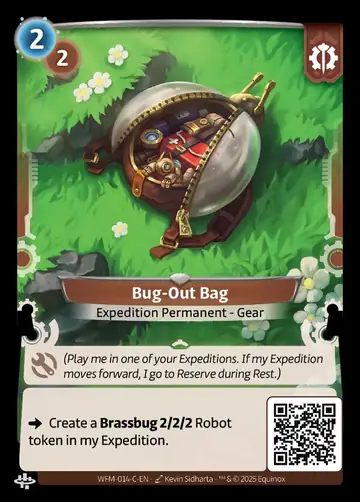 2
2
Bug-Out Bag
Expedition Permanent - Gear
(Play me in one of your Expeditions. If my Expedition
moves forward, I go to Reserve during Rest.)
Create a Brassbug 2/2/2 Robot
token in my Expedition.
WFM-014-C-EN - Kevin Sidharta - ™ & © 2025 Equinox